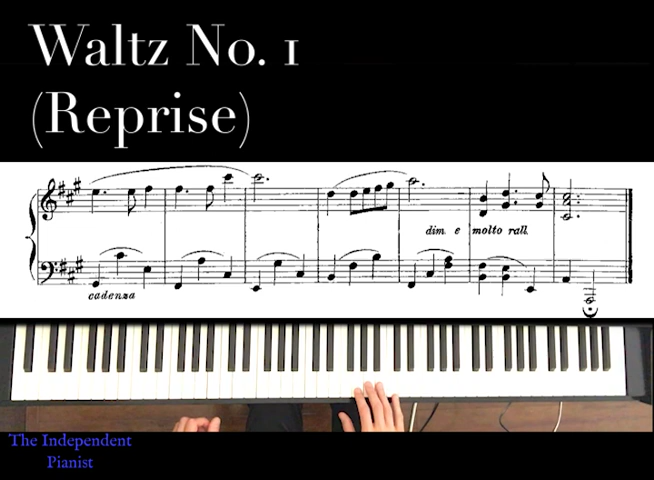 Waltz No. 1
(Reprise)
dim. e molto rall.
cadenza
The Independent
Pianist